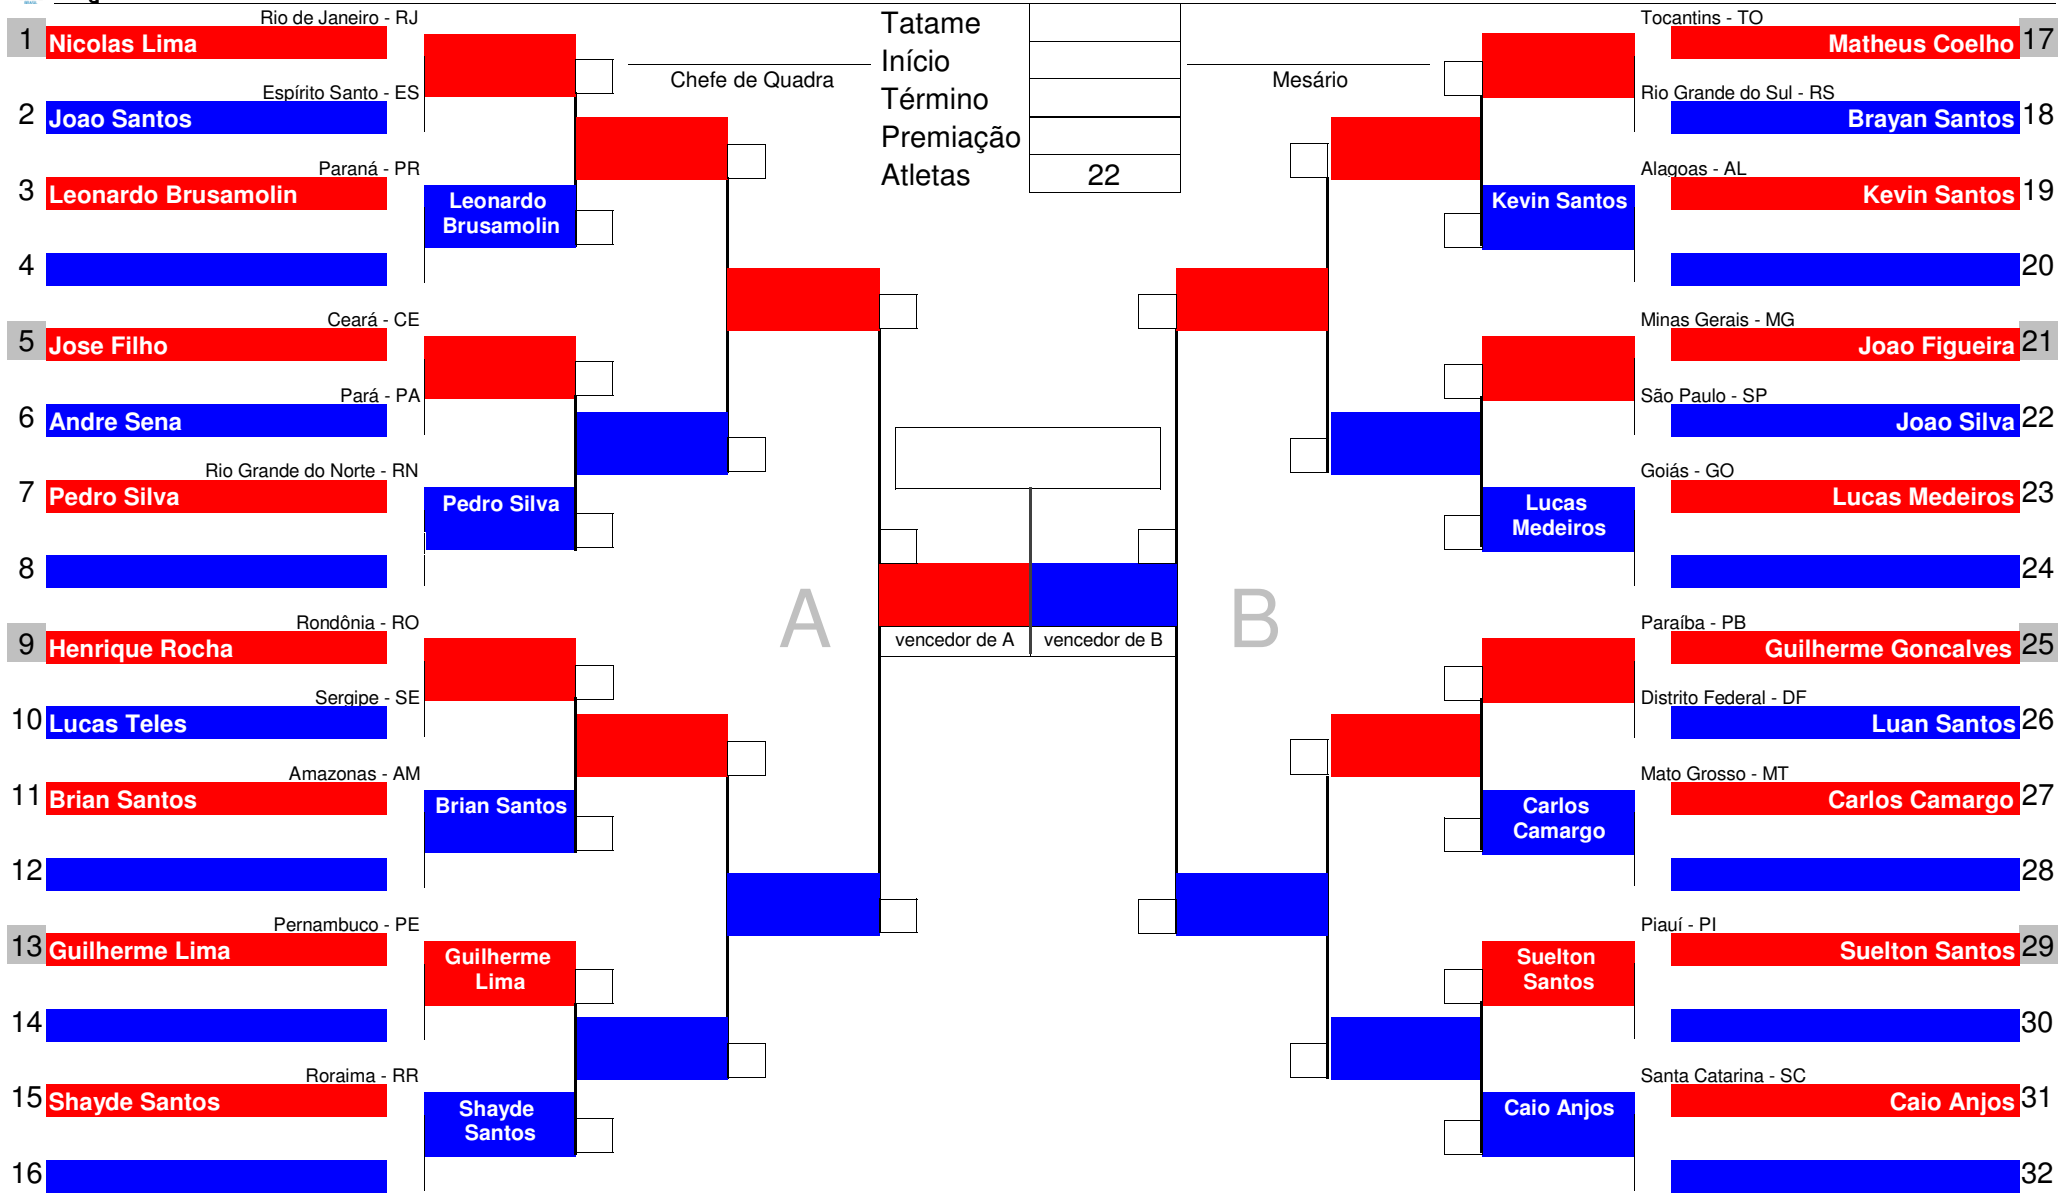 Rio de Janeiro - RJ
1 Nicolas Lima
Espírito Santo - ES
2 Joao Santos
Paraná - PR
3 Leonardo Brusamolin
4
Ceará - CE
5 Jose Filho
Pará - PA
6 Andre Sena
Rio Grande do Norte - RN
7 Pedro Silva
8
Rondônia - RO
9 Henrique Rocha
Sergipe - SE
10 Lucas Teles
Amazonas - AM
11 Brian Santos
12
Pernambuco - PE
13 Guilherme Lima
14
Roraima - RR
15 Shayde Santos
16
Leonardo
Brusamolin
Pedro Silva
Brian Santos
Guilherme
Lima
Shayde
Santos
Chefe de Quadra
Tatame
Início
Término
Premiação
Atletas 22
Mesário
A
vencedor de A
vencedor de B
B
Kevin Santos
Lucas
Medeiros
Carlos
Camargo
Suelton
Santos
Caio Anjos
Tocantins - TO
Matheus Coelho 17
Rio Grande do Sul - RS
Brayan Santos 18
Alagoas - AL
Kevin Santos 19
20
Minas Gerais - MG
Joao Figueira 21
São Paulo - SP
Joao Silva 22
Goiás - GO
Lucas Medeiros 23
24
Paraíba - PB
Guilherme Goncalves 25
Distrito Federal - DF
Luan Santos 26
Mato Grosso - MT
Carlos Camargo 27
28
Piauí - PI
Suelton Santos 29
30
Santa Catarina - SC
Caio Anjos 31
32